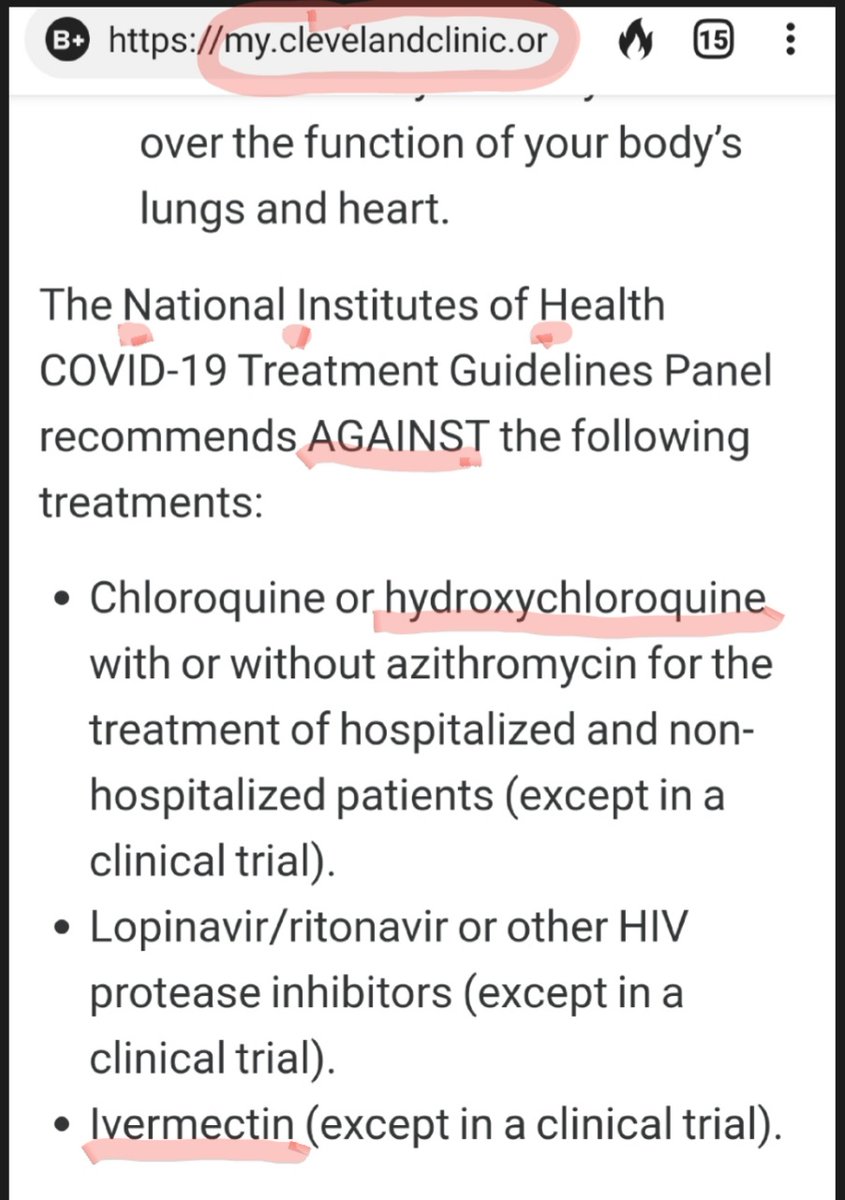 B+ https://my.clevelandclinic.or 15
over the function of your body's
lungs and heart.
The National Institutes of Health
COVID-19 Treatment Guidelines Panel
recommends AGAINST the following
treatments:
• Chloroquine or hydroxychloroquine
with or without azithromycin for the
treatment of hospitalized and non-
hospitalized patients (except in a
clinical trial).
• Lopinavir/ritonavir or other HIV
protease inhibitors (except in a
clinical trial).
• Ivermectin (except in a clinical trial).